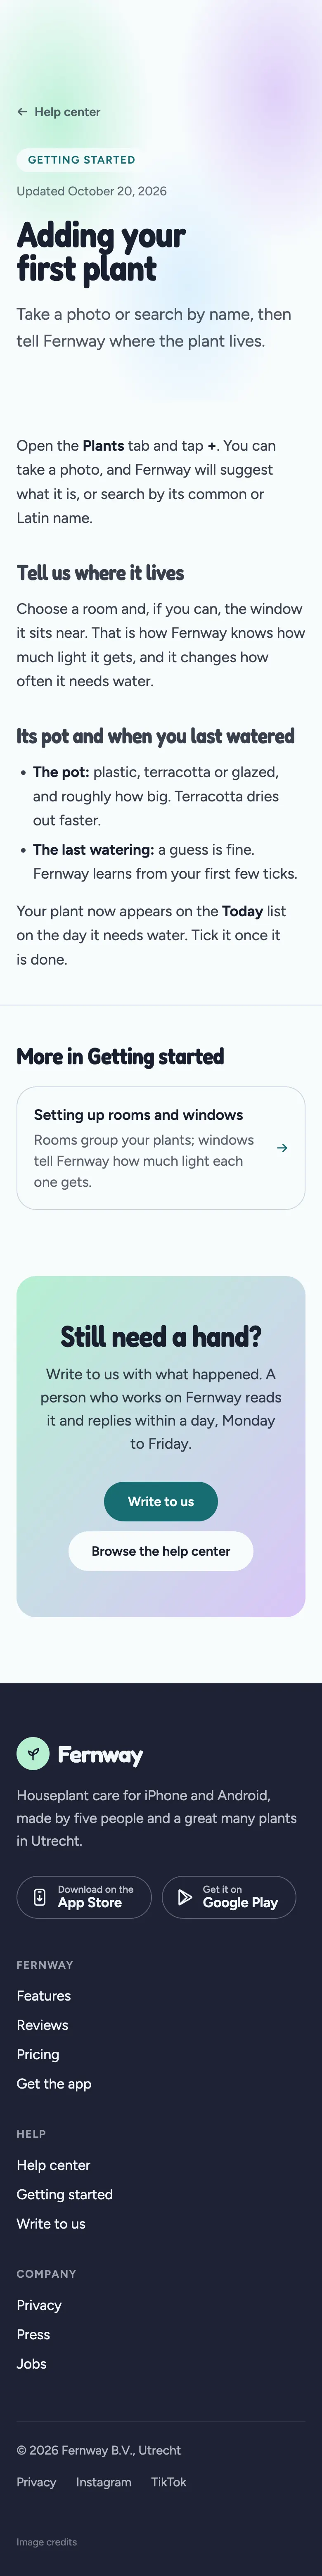 Help center
GETTING STARTED
Updated October 20, 2026
Adding your
first plant
Take a photo or search by name, then
tell Fernway where the plant lives.
Open the Plants tab and tap +. You can
take a photo, and Fernway will suggest
what it is, or search by its common or
Latin name.
Tell us where it lives
Choose a room and, if you can, the window
it sits near. That is how Fernway knows how
much light it gets, and it changes how
often it needs water.
Its pot and when you last watered
• The pot: plastic, terracotta or glazed,
and roughly how big. Terracotta dries
out faster.
• The last watering: a guess is fine.
Fernway learns from your first few ticks.
Your plant now appears on the Today list
on the day it needs water. Tick it once it
is done.
More in Getting started
Setting up rooms and windows
Rooms group your plants; windows
tell Fernway how much light each
one gets.
Still need a hand?
Write to us with what happened. A
person who works on Fernway reads
it and replies within a day, Monday
to Friday.
Write to us
Browse the help center
Fernway
Houseplant care for iPhone and Android,
made by five people and a great many plants
in Utrecht.
Download on the
App Store
Get it on
Google Play
FERNWAY
Features
Reviews
Pricing
Get the app
HELP
Help center
Getting started
Write to us
COMPANY
Privacy
Press
Jobs
© 2026 Fernway B.V., Utrecht
Privacy Instagram TikTok
Image credits